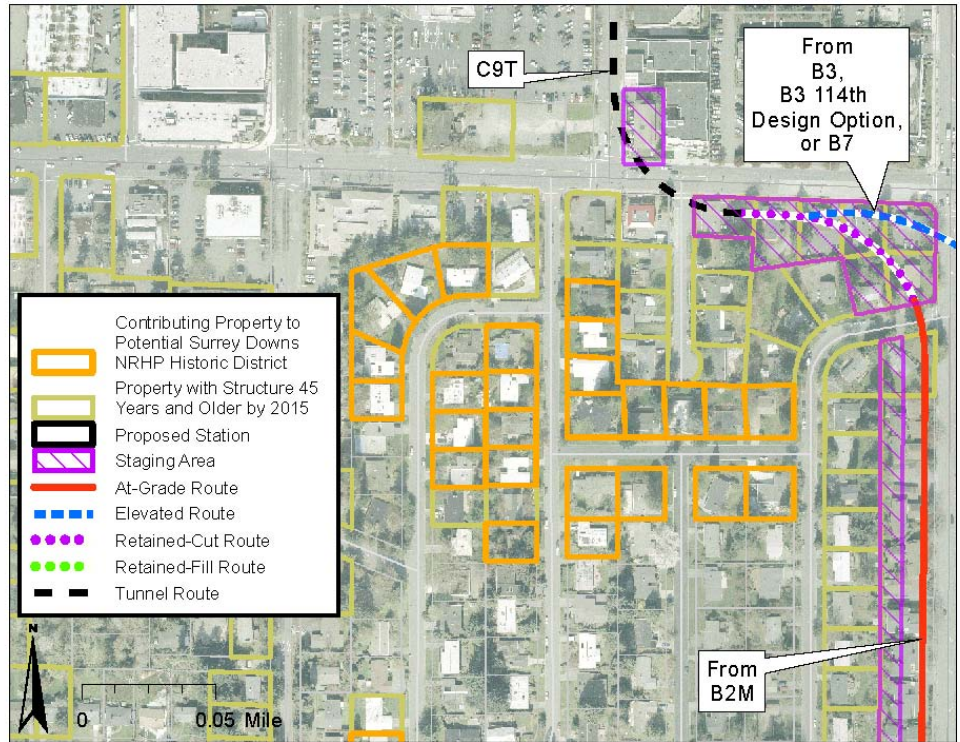 C9T
From
B3,
B3 114th
Design Option,
or B7
Contributing Property to
Potential Surrey Downs
NRHP Historic District
Property with Structure 45
Years and Older by 2015
Proposed Station
Staging Area
At-Grade Route
Elevated Route
Retained-Cut Route
Retained-Fill Route
Tunnel Route
From
B2M
N
0 0.05 Mile